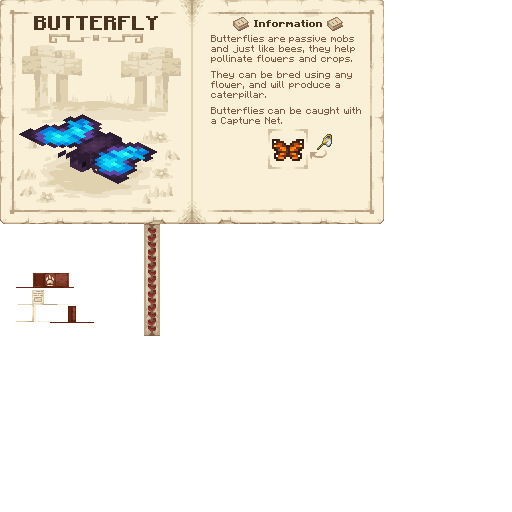 BUTTERFLY
Information
Butterflies are passive mobs
and just like bees, they help
pollinate flowers and crops.
They can be bred using any
flower, and will produce a
caterpillar.
Butterflies can be caught with
a Capture Net.